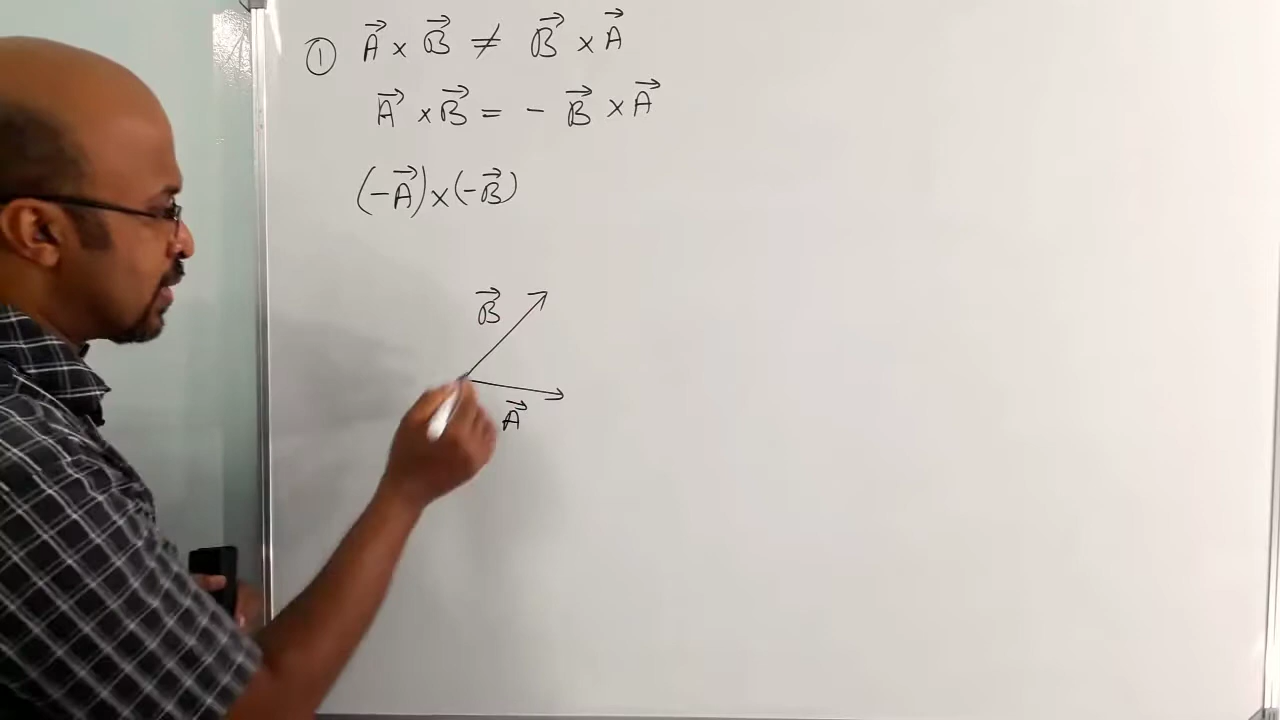 ① A⃗ × B⃗ ≠ B⃗ × A⃗
A⃗ × B⃗ = - B⃗ × A⃗
(-A⃗) × (-B⃗)
B⃗
A⃗